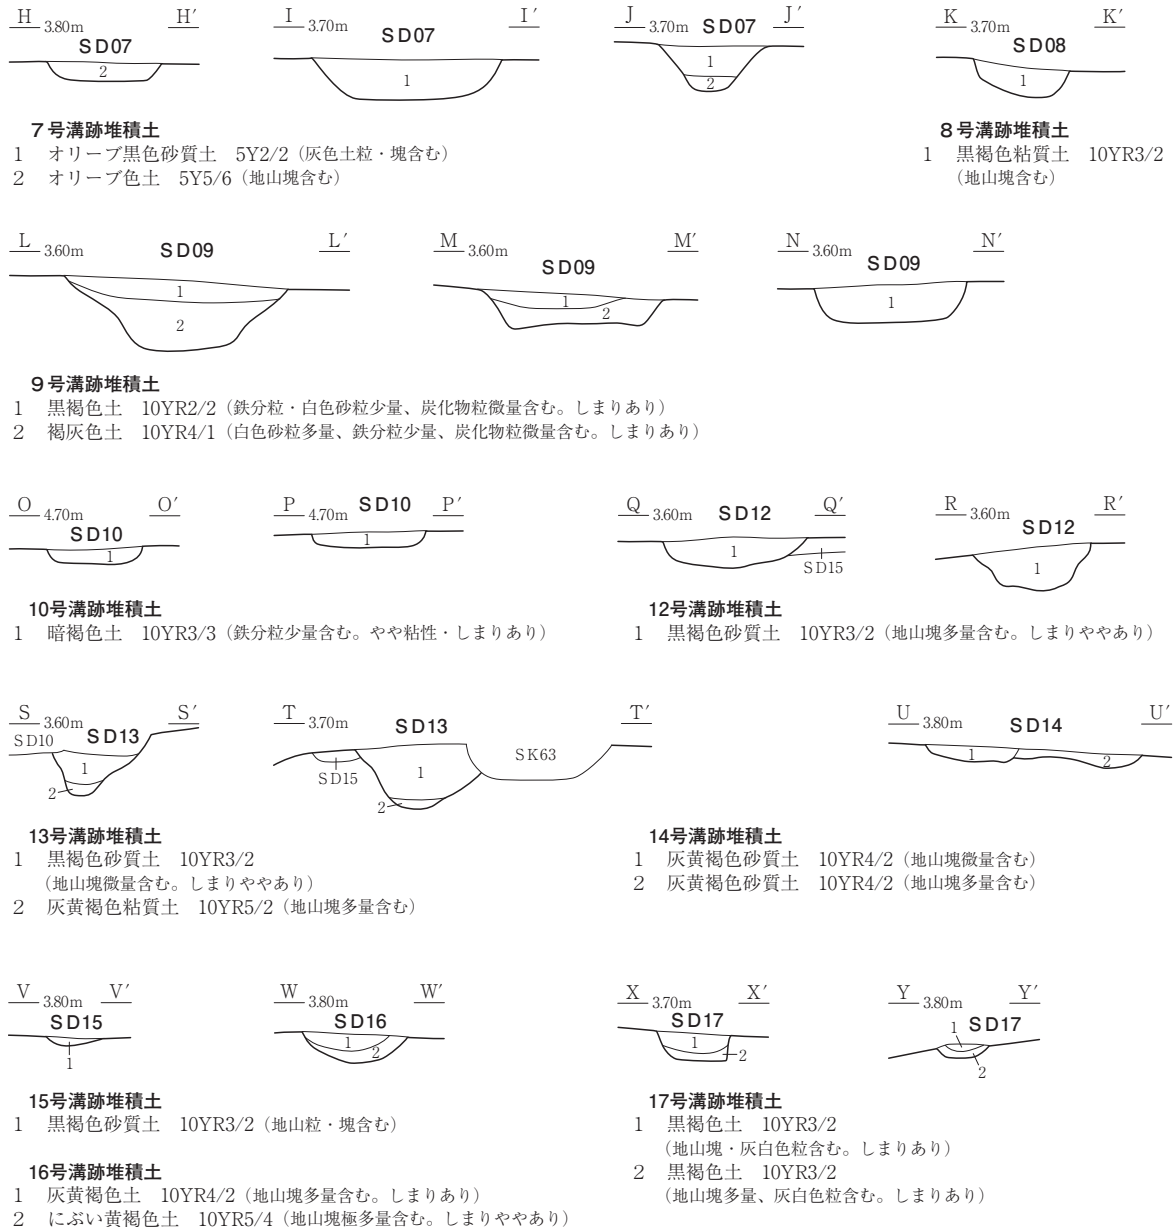 H 3.80m H′
SD07
2
I 3.70m I′
SD07
1
J 3.70m SD07 J′
1
2
K 3.70m K′
SD08
1
7号溝跡堆積土
1 オリーブ黒色砂質土 5Y2/2（灰色土粒・塊含む）
2 オリーブ色土 5Y5/6（地山塊含む）
8号溝跡堆積土
1 黒褐色粘質土 10YR3/2
（地山塊含む）
L 3.60m SD09 L′
1
2
M 3.60m M′
SD09
1
2
N 3.60m N′
SD09
1
9号溝跡堆積土
1 黒褐色土 10YR2/2（鉄分粒・白色砂粒少量、炭化物粒微量含む。しまりあり）
2 褐灰色土 10YR4/1（白色砂粒多量、鉄分粒少量、炭化物粒微量含む。しまりあり）
O 4.70m O′
SD10
1
P 4.70m SD10 P′
1
Q 3.60m SD12 Q′
1
SD15
R 3.60m R′
SD12
1
10号溝跡堆積土
1 暗褐色土 10YR3/3（鉄分粒少量含む。やや粘性・しまりあり）
12号溝跡堆積土
1 黒褐色砂質土 10YR3/2（地山塊多量含む。しまりややあり）
S 3.60m S′
SD10 SD13
1
2
T 3.70m SD13 T′
SK63
SD15
1
2
U 3.80m SD14 U′
1
2
13号溝跡堆積土
1 黒褐色砂質土 10YR3/2
（地山塊微量含む。しまりややあり）
2 灰黄褐色粘質土 10YR5/2（地山塊多量含む）
14号溝跡堆積土
1 灰黄褐色砂質土 10YR4/2（地山塊微量含む）
2 灰黄褐色砂質土 10YR4/2（地山塊多量含む）
V 3.80m V′
SD15
1
W 3.80m W′
SD16
1
2
X 3.70m X′
SD17
1
2
Y 3.80m Y′
1 SD17
2
15号溝跡堆積土
1 黒褐色砂質土 10YR3/2（地山粒・塊含む）
16号溝跡堆積土
1 灰黄褐色土 10YR4/2（地山塊多量含む。しまりあり）
2 にぶい黄褐色土 10YR5/4（地山塊極多量含む。しまりややあり）
17号溝跡堆積土
1 黒褐色土 10YR3/2
（地山塊・灰白色粒含む。しまりあり）
2 黒褐色土 10YR3/2
（地山塊多量、灰白色粒含む。しまりあり）